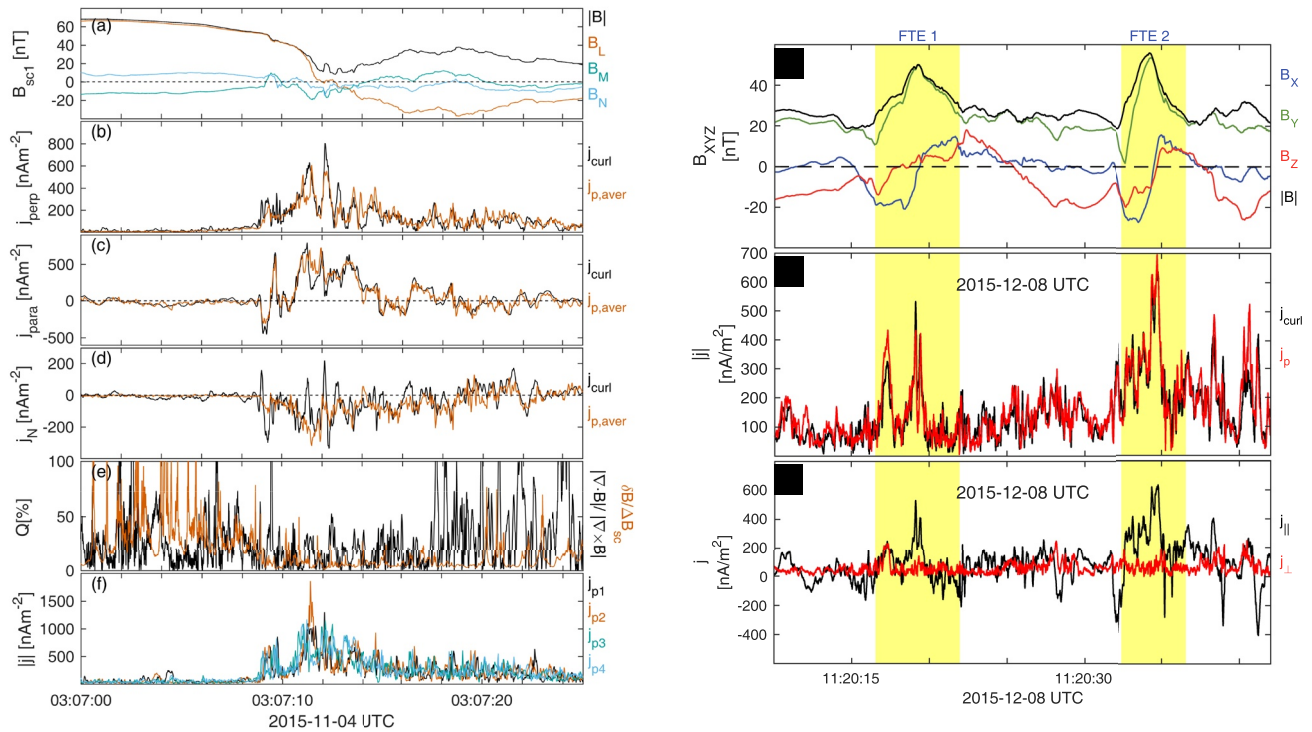 (a)
60
40
20
0
-20
B_sc1 [nT]
|B|
B_L
B_M
B_N
(b)
800
600
400
200
j_perp [nAm^-2]
j_curl
j_p,aver
(c)
500
0
-500
j_para [nAm^-2]
j_curl
j_p,aver
(d)
200
0
-200
j_N [nAm^-2]
j_curl
j_p,aver
(e)
100
50
0
Q[%]
|∇·B|/|∇×B|
δB/ΔB_sc
(f)
1500
1000
500
|j| [nAm^-2]
j_p1
j_p2
j_p3
j_p4
03:07:00 03:07:10 03:07:20
2015-11-04 UTC
FTE 1 FTE 2
40
20
0
-20
B_XYZ
[nT]
B_X
B_Y
B_Z
|B|
700
600
500
400
300
200
100
|j|
[nA/m^2]
2015-12-08 UTC
j_curl
j_p
600
400
200
0
-200
-400
j
[nA/m^2]
2015-12-08 UTC
j_||
j_⊥
11:20:15 11:20:30
2015-12-08 UTC